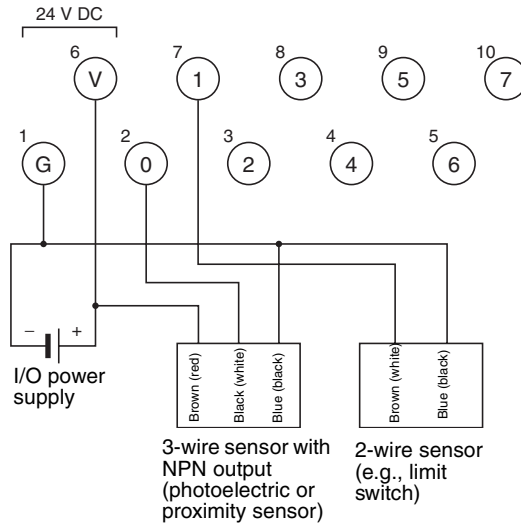 24 V DC
6 7 8 9 10
V 1 3 5 7
1 2 3 4 5
G 0 2 4 6
− +
I/O power
supply
Brown (red)
Black (white)
Blue (black)
Brown (white)
Blue (black)
3-wire sensor with
NPN output
(photoelectric or
proximity sensor)
2-wire sensor
(e.g., limit
switch)